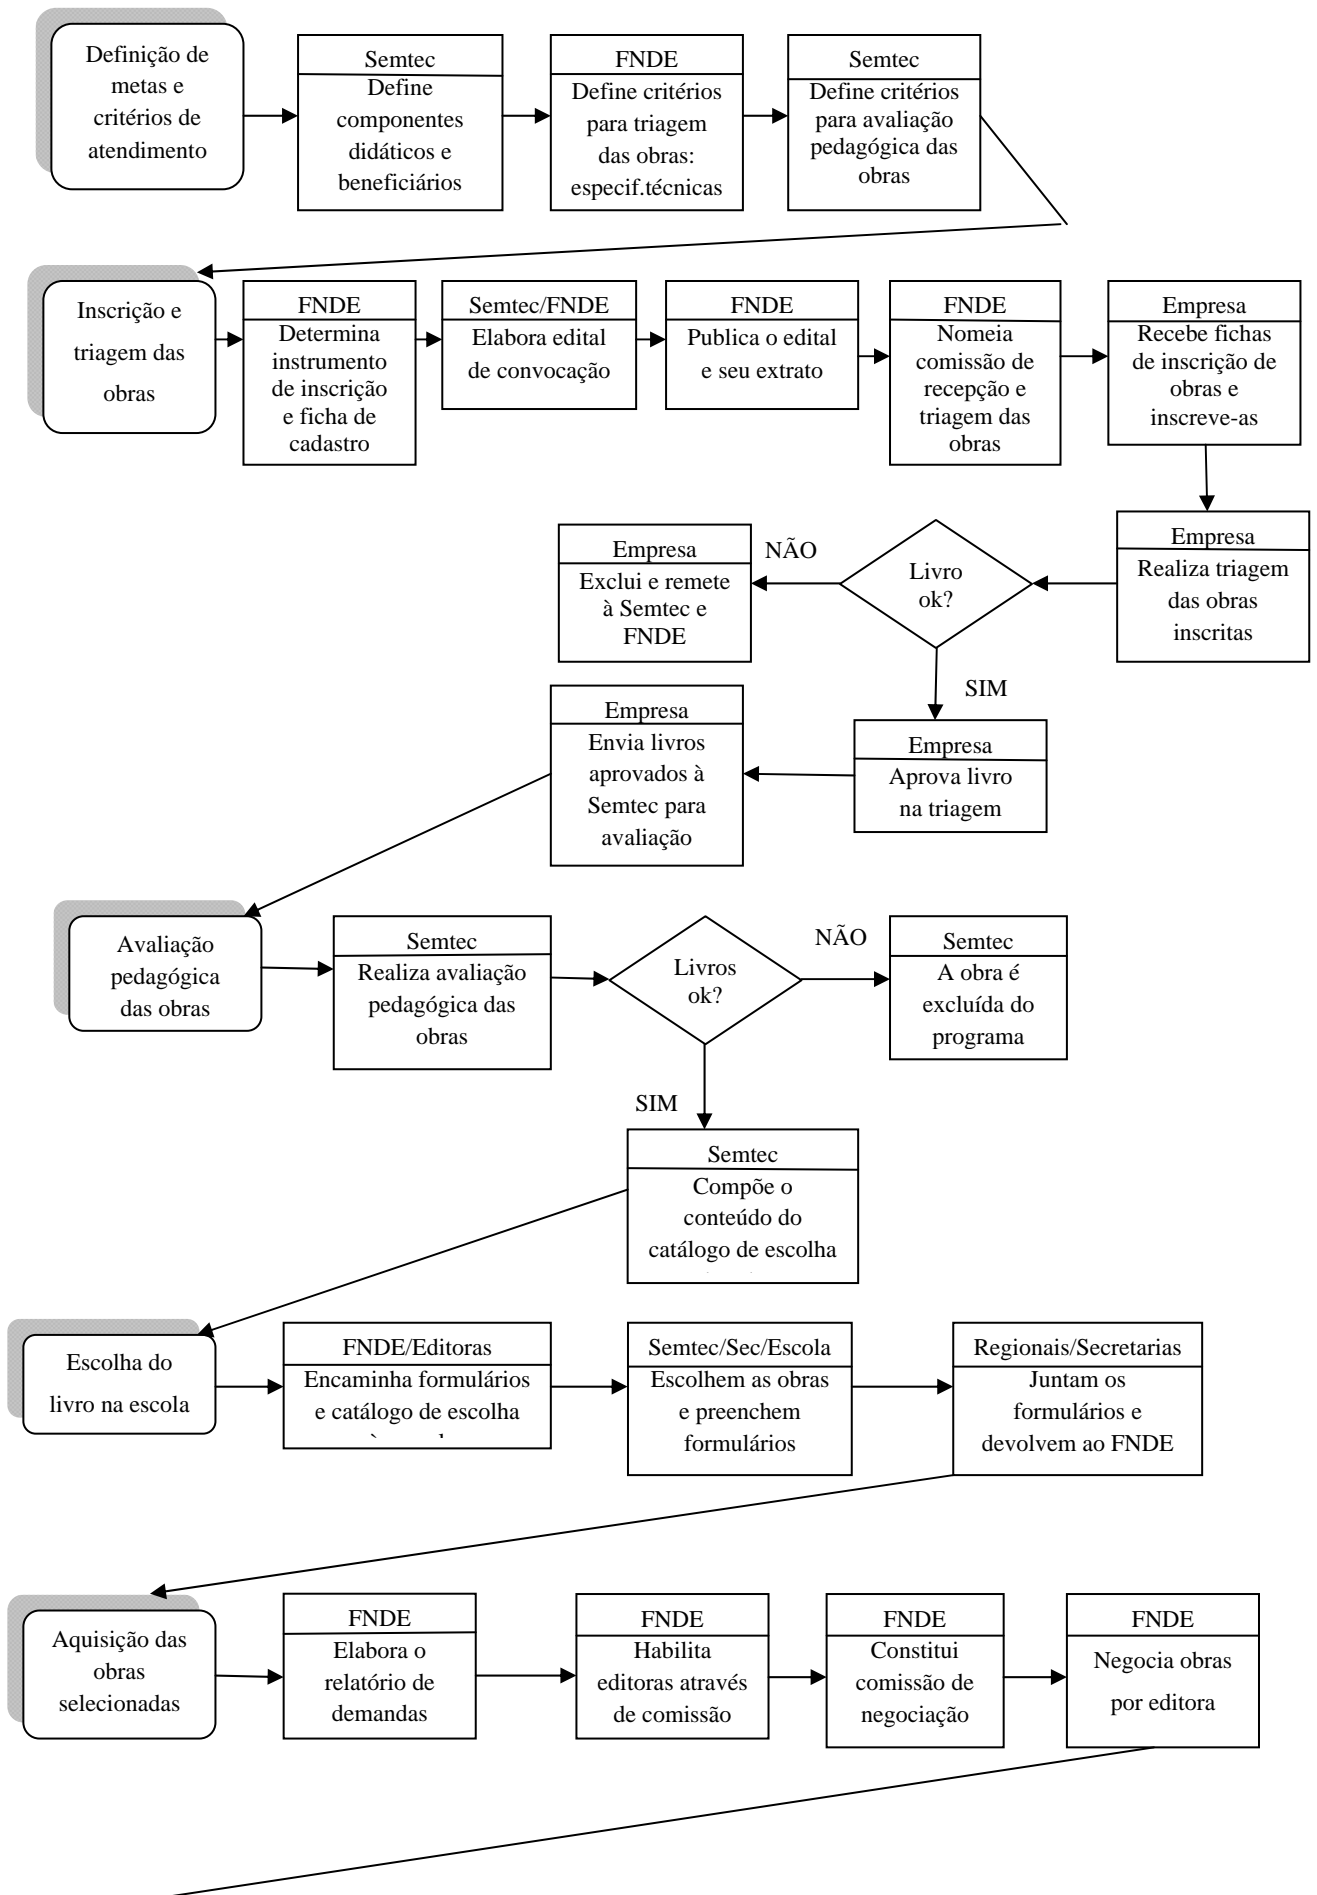 Definição de
metas e
critérios de
atendimento
Semtec
Define
componentes
didáticos e
beneficiários
FNDE
Define critérios
para triagem
das obras:
especif.técnicas
Semtec
Define critérios
para avaliação
pedagógica das
obras
Inscrição e
triagem das
obras
FNDE
Determina
instrumento
de inscrição
e ficha de
cadastro
Semtec/FNDE
Elabora edital
de convocação
FNDE
Publica o edital
e seu extrato
FNDE
Nomeia
comissão de
recepção e
triagem das
obras
Empresa
Recebe fichas
de inscrição de
obras e
inscreve-as
Empresa
Realiza triagem
das obras
inscritas
Livro
ok?
NÃO
Empresa
Exclui e remete
à Semtec e
FNDE
SIM
Empresa
Aprova livro
na triagem
Empresa
Envia livros
aprovados à
Semtec para
avaliação
Avaliação
pedagógica
das obras
Semtec
Realiza avaliação
pedagógica das
obras
Livros
ok?
NÃO
Semtec
A obra é
excluída do
programa
SIM
Semtec
Compõe o
conteúdo do
catálogo de escolha
Escolha do
livro na escola
FNDE/Editoras
Encaminha formulários
e catálogo de escolha
Semtec/Sec/Escola
Escolhem as obras
e preenchem
formulários
Regionais/Secretarias
Juntam os
formulários e
devolvem ao FNDE
Aquisição das
obras
selecionadas
FNDE
Elabora o
relatório de
demandas
FNDE
Habilita
editoras através
de comissão
FNDE
Constitui
comissão de
negociação
FNDE
Negocia obras
por editora